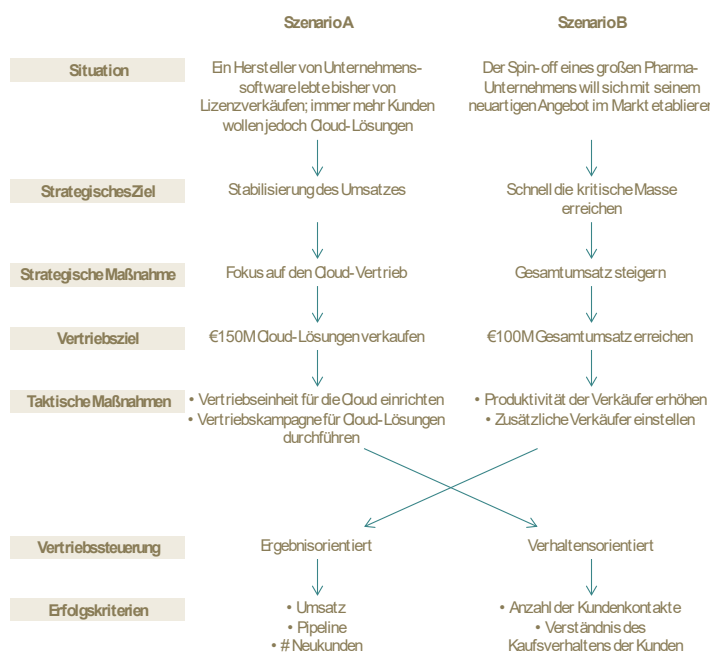 Szenario A
Szenario B
Situation
Ein Hersteller von Unternehmens-
software lebte bisher von
Lizenzverkäufen; immer mehr Kunden
wollen jedoch Cloud-Lösungen
Der Spin-off eines großen Pharma-
Unternehmens will sich mit seinem
neuartigen Angebot im Markt etablieren
Strategisches Ziel
Stabilisierung des Umsatzes
Schnell die kritische Masse
erreichen
Strategische Maßnahme
Fokus auf den Cloud-Vertrieb
Gesamtumsatz steigern
Vertriebsziel
€150M Cloud-Lösungen verkaufen
€100M Gesamtumsatz erreichen
Taktische Maßnahmen
• Vertriebseinheit für die Cloud einrichten
• Vertriebskampagne für Cloud-Lösungen
durchführen
• Produktivität der Verkäufer erhöhen
• Zusätzliche Verkäufer einstellen
Vertriebssteuerung
Ergebnisorientiert
Verhaltensorientiert
Erfolgskriterien
• Umsatz
• Pipeline
• # Neukunden
• Anzahl der Kundenkontakte
• Verständnis des
Kaufsverhaltens der Kunden